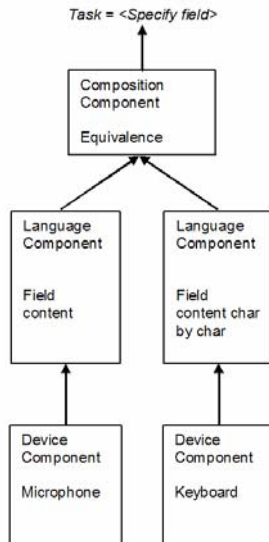 Task = <Specify field>
Composition
Component
Equivalence
Language
Component
Field
content
Language
Component
Field
content char
by char
Device
Component
Microphone
Device
Component
Keyboard